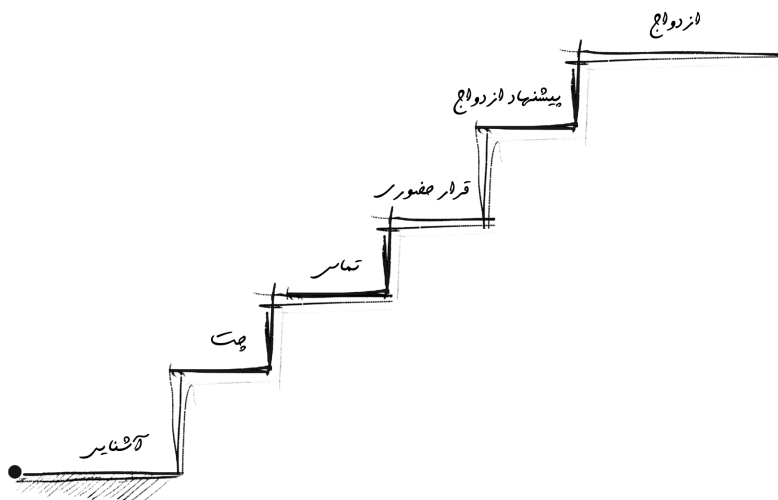 ازدواج
پیشنهاد ازدواج
قرار حضوری
تماس
چت
آشنایی